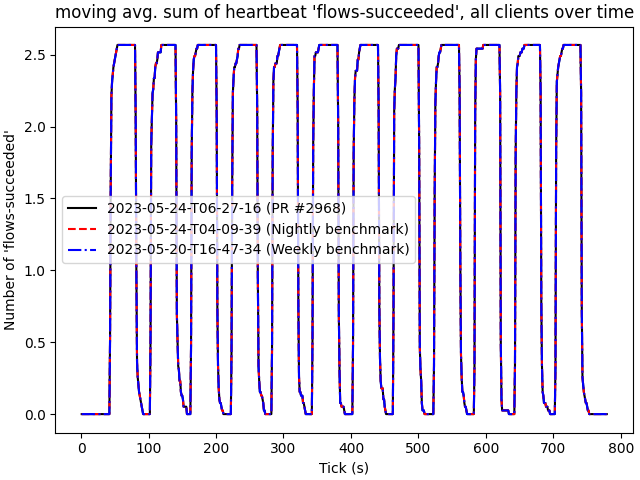 moving avg. sum of heartbeat 'flows-succeeded', all clients over time
Number of 'flows-succeeded'
2.5
2.0
1.5
1.0
0.5
0.0
2023-05-24-T06-27-16 (PR #2968)
2023-05-24-T04-09-39 (Nightly benchmark)
2023-05-20-T16-47-34 (Weekly benchmark)
0 100 200 300 400 500 600 700 800
Tick (s)